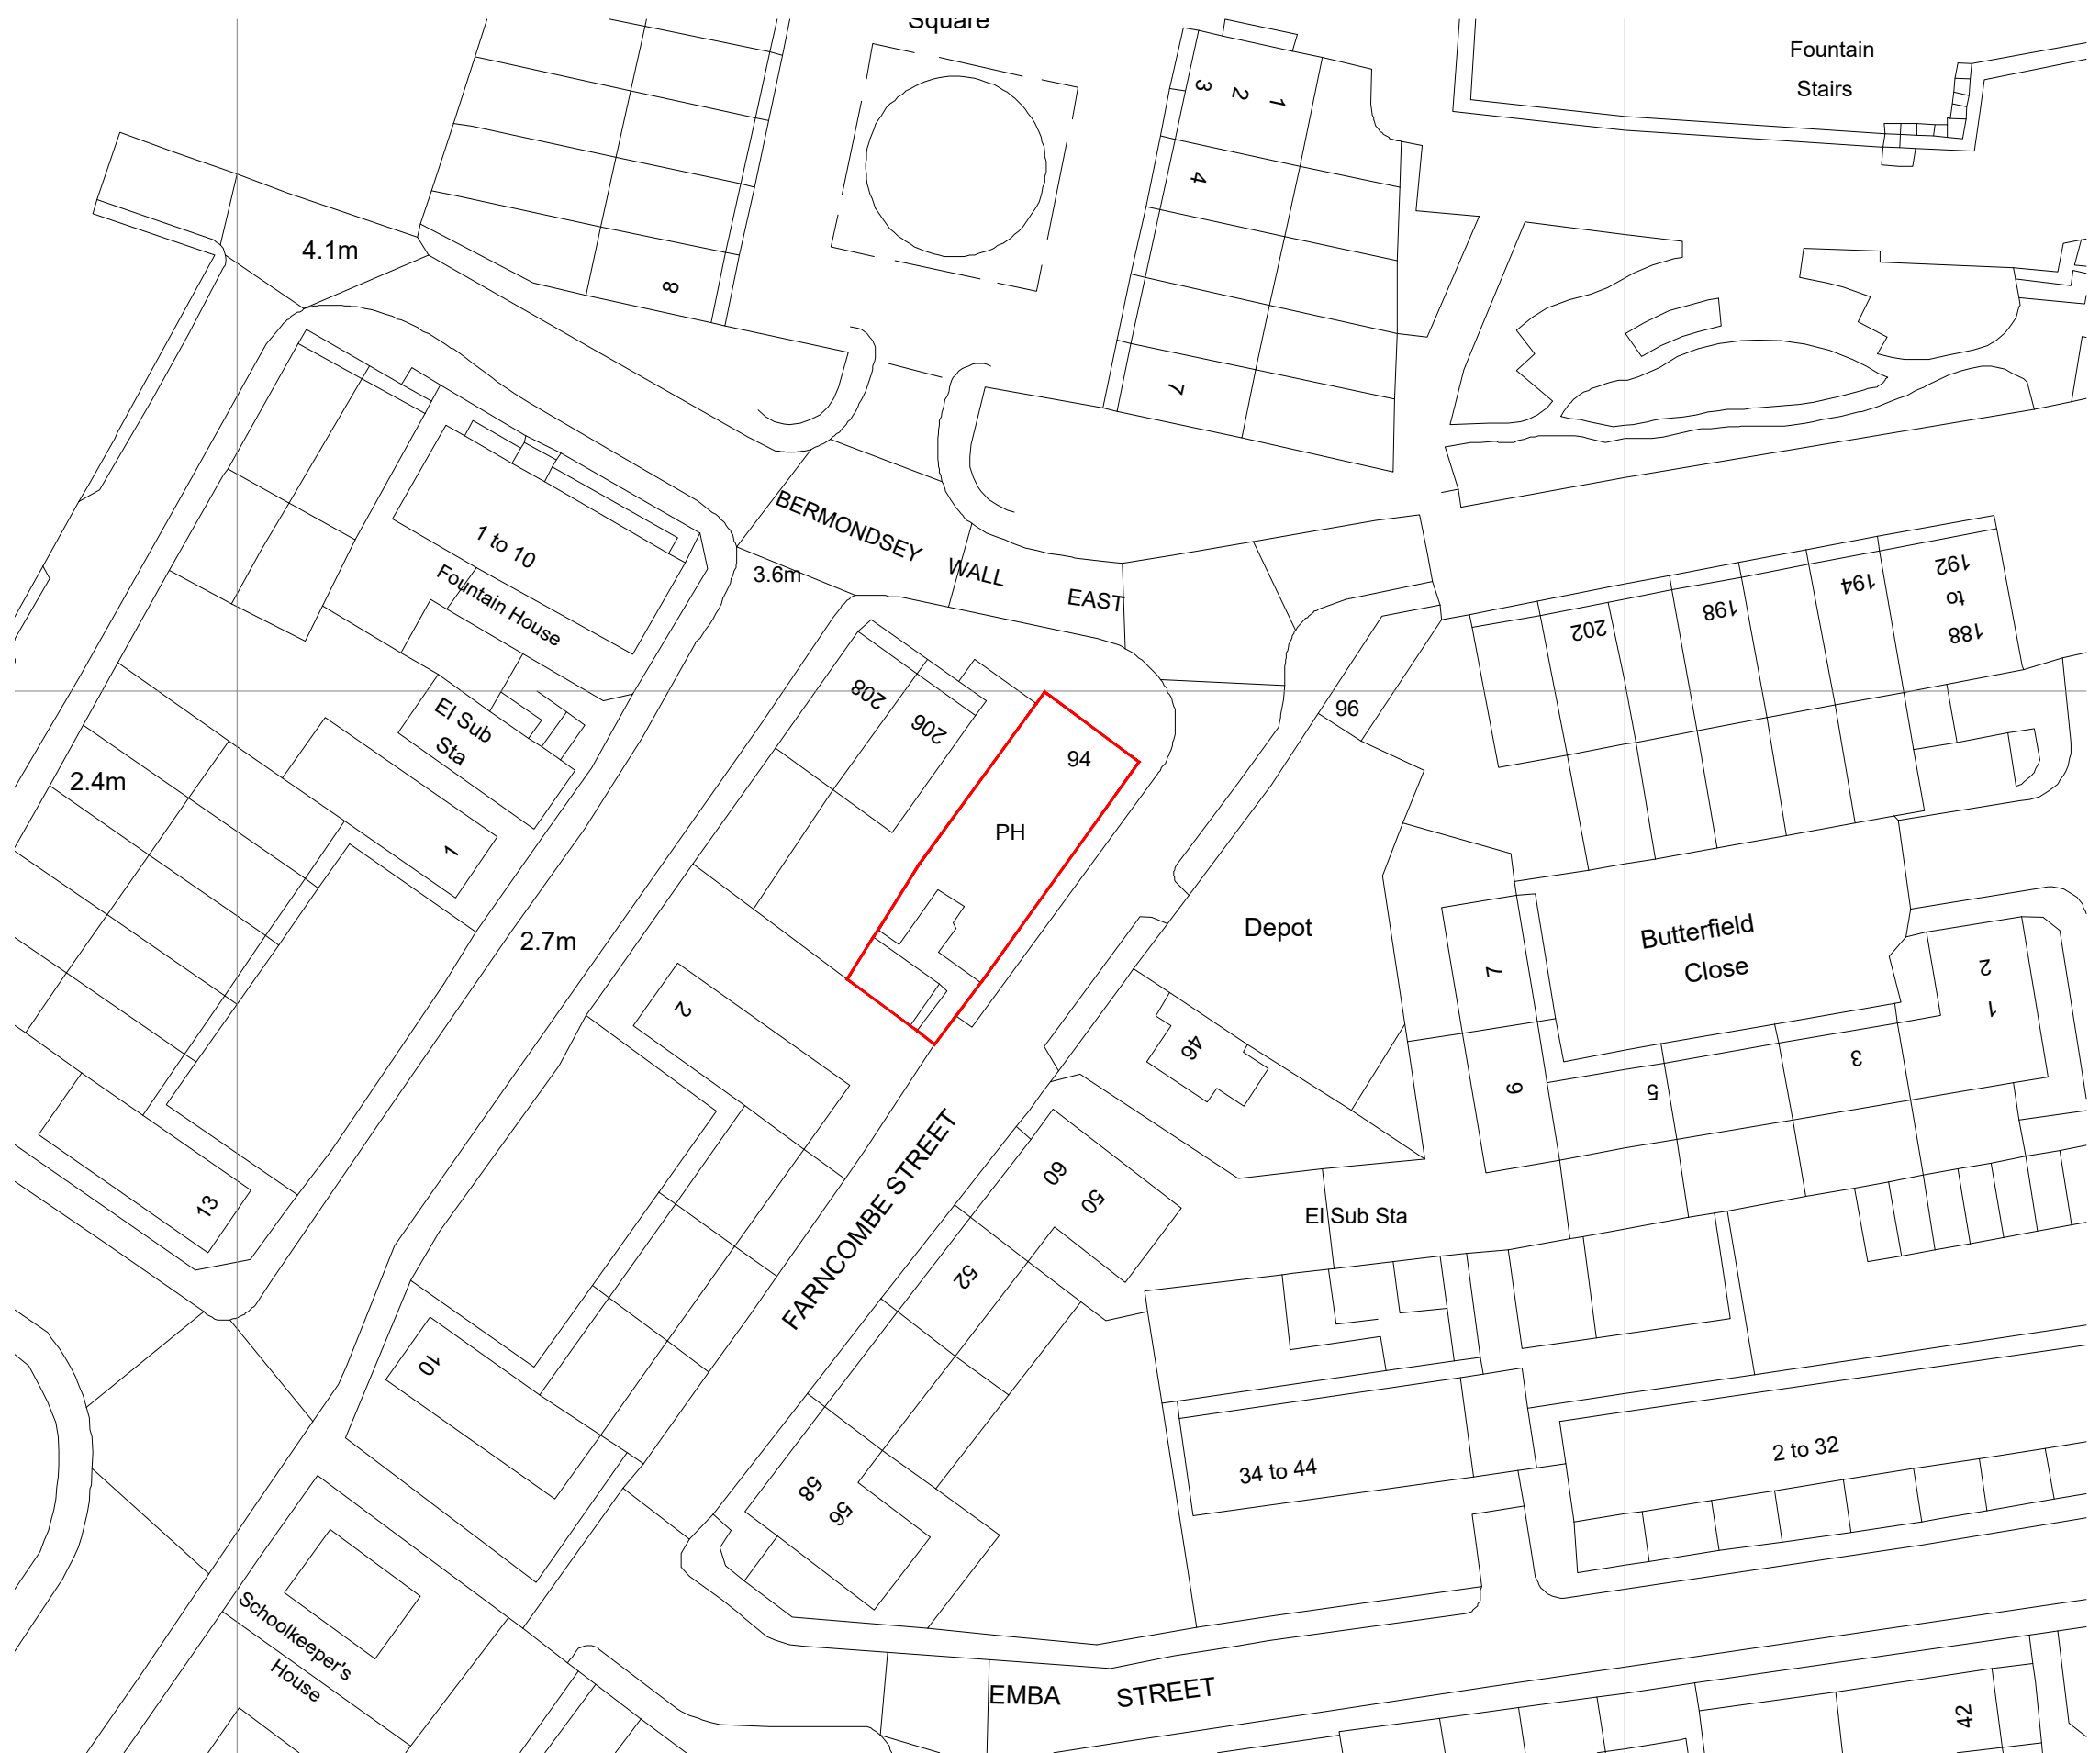 Square
Fountain
Stairs
3
2
1
4
4.1m
8
7
BERMONDSEY WALL EAST
1 to 10
Fountain House
3.6m
192
to
188
194
198
202
208
206
96
El Sub
Sta
94
2.4m
PH
1
Depot
Butterfield
Close
2.7m
7
2
1
2
46
3
6
5
FARNCOMBE STREET
60
50
13
El Sub Sta
52
10
2 to 32
34 to 44
58
56
Schoolkeeper's
House
EMBA STREET
42